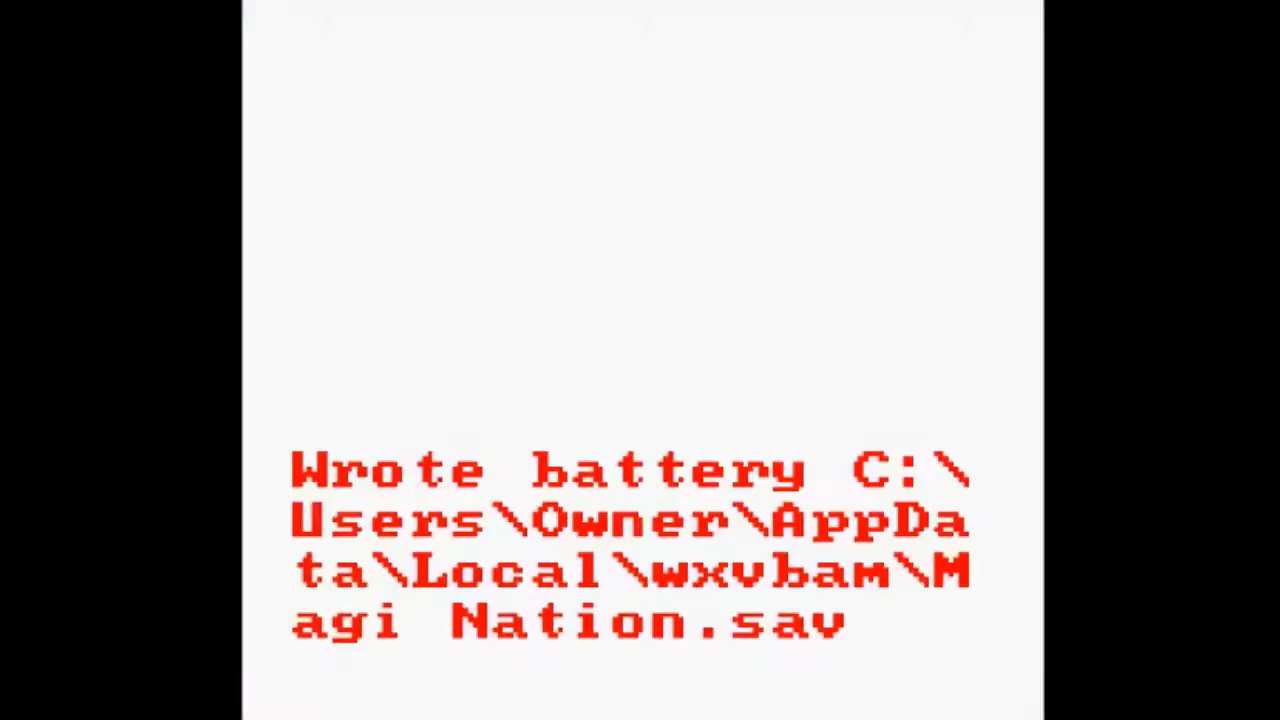 Wrote battery C:\
Users\Owner\AppDa
ta\Local\wxvbam\M
agi Nation.sav